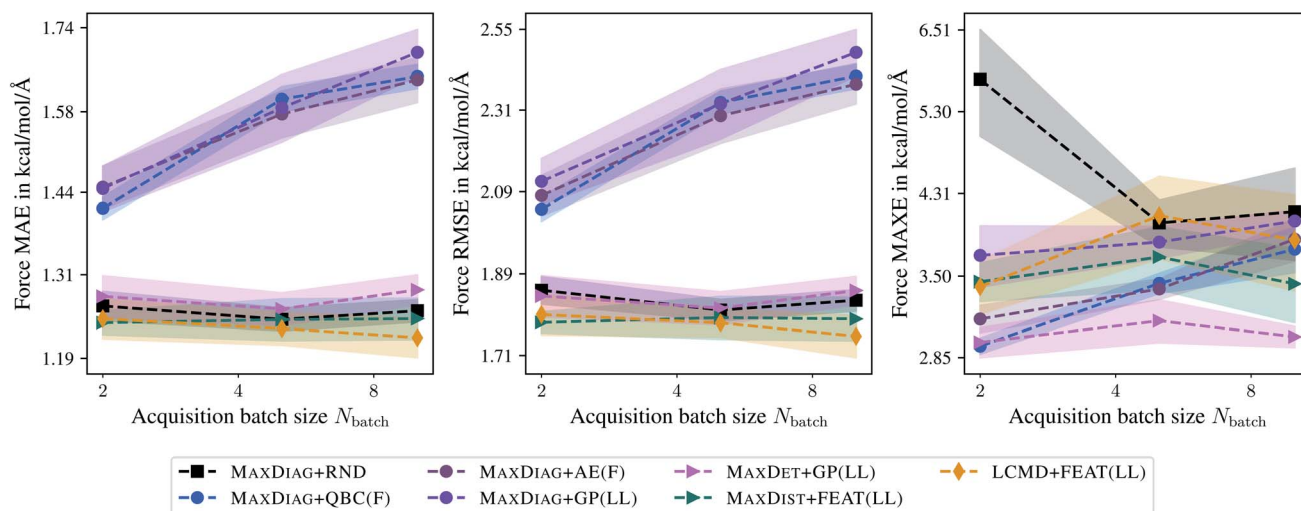 Force MAE in kcal/mol/Å
1.74
1.58
1.44
1.31
1.19
2
4
8
Acquisition batch size N_batch
Force RMSE in kcal/mol/Å
2.55
2.31
2.09
1.89
1.71
2
4
8
Acquisition batch size N_batch
Force MAXE in kcal/mol/Å
6.51
5.30
4.31
3.50
2.85
2
4
8
Acquisition batch size N_batch
MAXDIAG+RND
MAXDIAG+QBC(F)
MAXDIAG+AE(F)
MAXDIAG+GP(LL)
MAXDET+GP(LL)
MAXDIST+FEAT(LL)
LCMD+FEAT(LL)